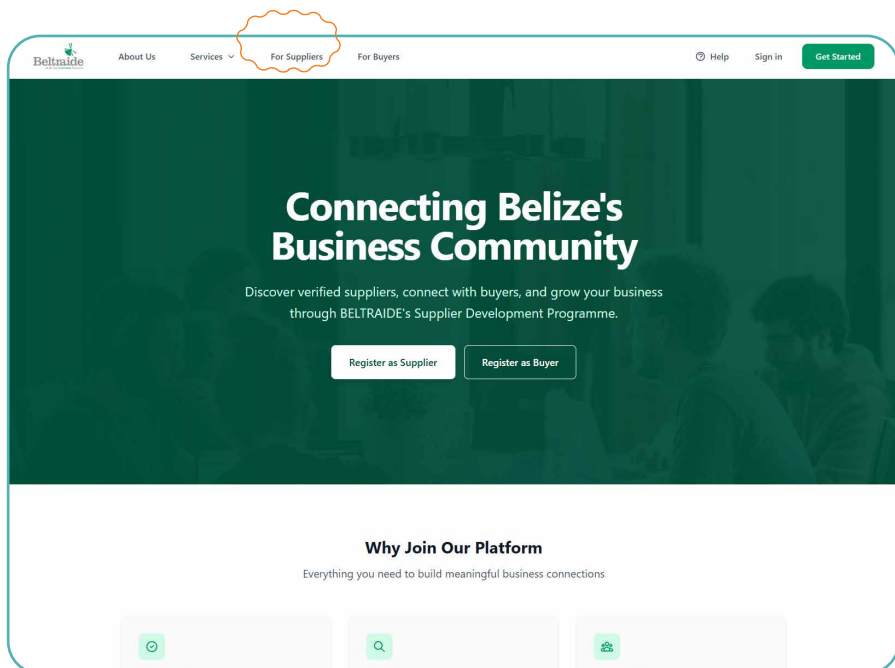 Beltraide
About Us
Services
For Suppliers
For Buyers
Help
Sign in
Get Started
Connecting Belize's
Business Community
Discover verified suppliers, connect with buyers, and grow your business
through BELTRAIDE's Supplier Development Programme.
Register as Supplier
Register as Buyer
Why Join Our Platform
Everything you need to build meaningful business connections